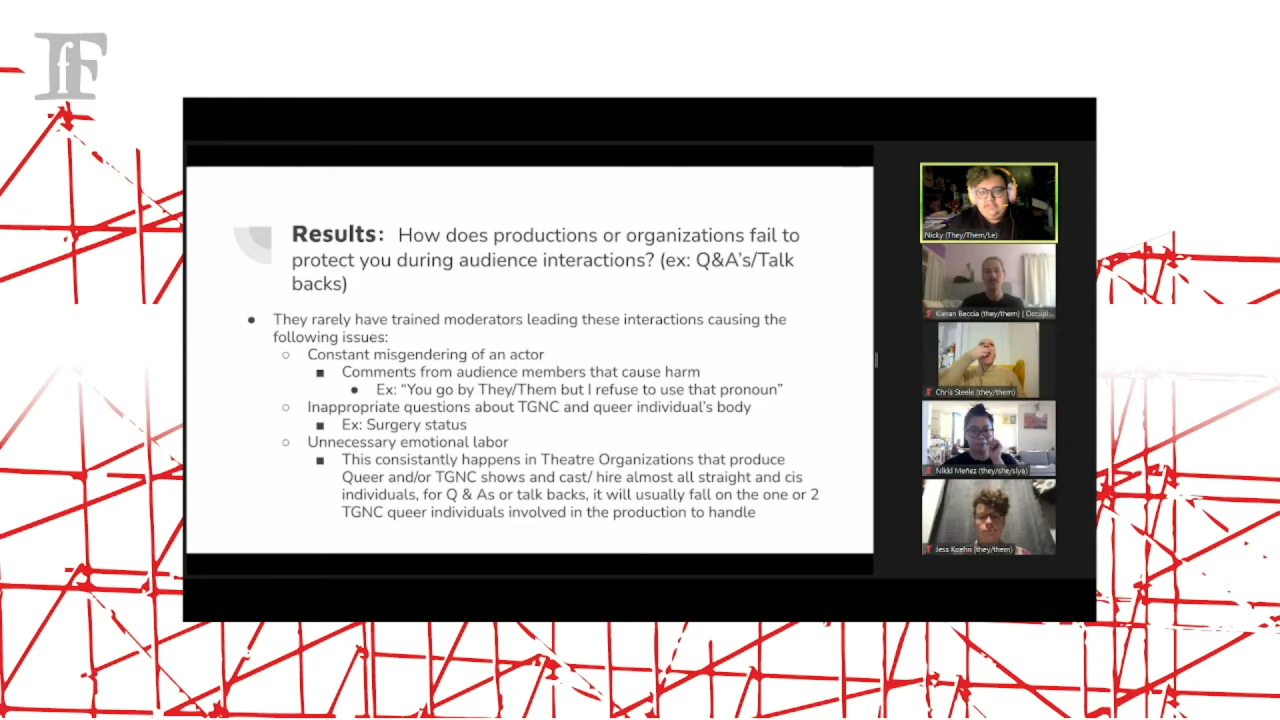 fF
Results: How does productions or organizations fail to
protect you during audience interactions? (ex: Q&A's/Talk
backs)
● They rarely have trained moderators leading these interactions causing the
following issues:
○ Constant misgendering of an actor
■ Comments from audience members that cause harm
● Ex: “You go by They/Them but I refuse to use that pronoun”
○ Inappropriate questions about TGNC and queer individual's body
■ Ex: Surgery status
○ Unnecessary emotional labor
■ This consistantly happens in Theatre Organizations that produce
Queer and/or TGNC shows and cast/ hire almost all straight and cis
individuals, for Q & As or talk backs, it will usually fall on the one or 2
TGNC queer individuals involved in the production to handle
Nicky (They/Them/Le)
Kieran Beccia (they/them) | Occupi...
Chris Steele (they/them)
Nikki Meñez (they/she/siya)
Jess Koehn (they/them)